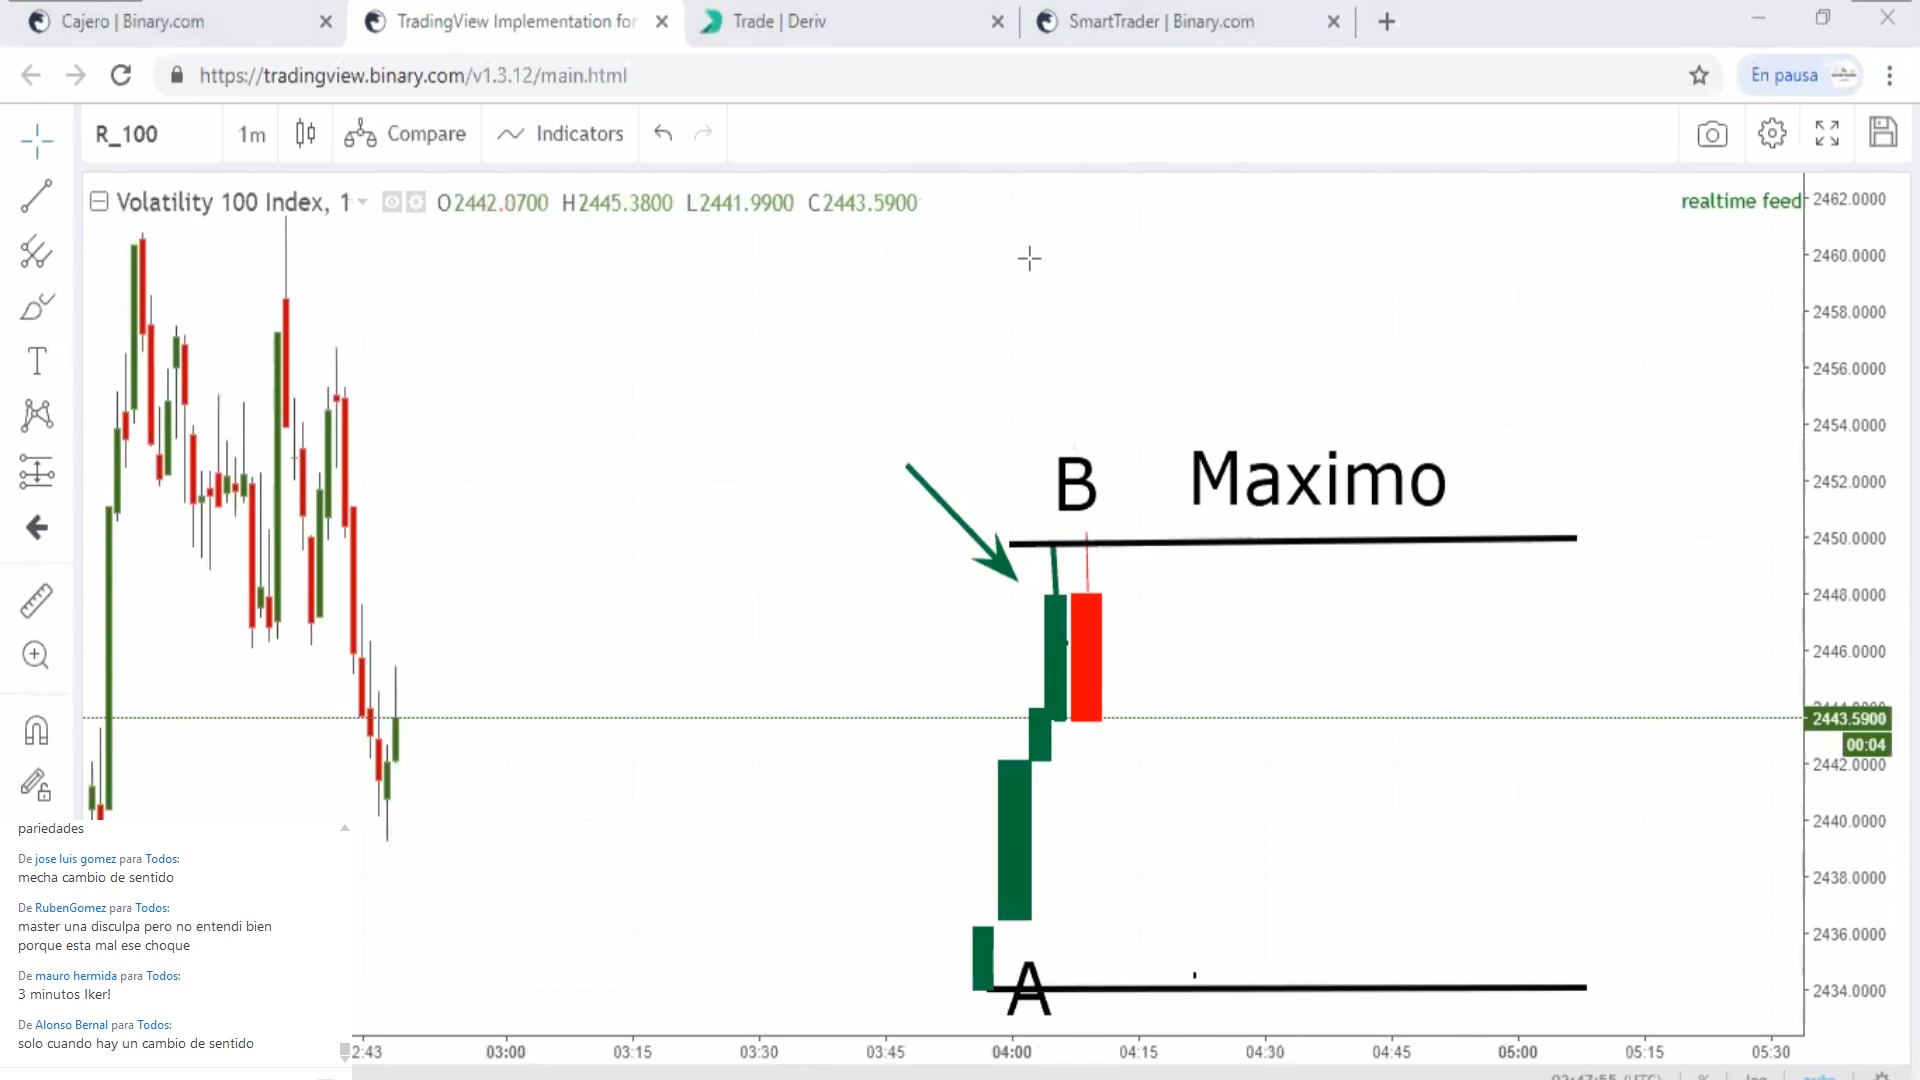 Cajero | Binary.com
TradingView Implementation for
Trade | Deriv
SmartTrader | Binary.com
https://tradingview.binary.com/v1.3.12/main.html
En pausa
R_100
1m
Compare
Indicators
Volatility 100 Index, 1
O2442.0700 H2445.3800 L2441.9900 C2443.5900
realtime feed
2462.0000
2460.0000
2458.0000
2456.0000
2454.0000
2452.0000
2450.0000
2448.0000
2446.0000
2443.5900
00:04
2442.0000
2440.0000
2438.0000
2436.0000
2434.0000
B
Maximo
A
pariedades
De jose luis gomez para Todos:
mecha cambio de sentido
De RubenGomez para Todos:
master una disculpa pero no entendi bien
porque esta mal ese choque
De mauro hermida para Todos:
3 minutos Iker!
De Alonso Bernal para Todos:
solo cuando hay un cambio de sentido
2:43 03:00 03:15 03:30 03:45 04:00 04:15 04:30 04:45 05:00 05:15 05:30